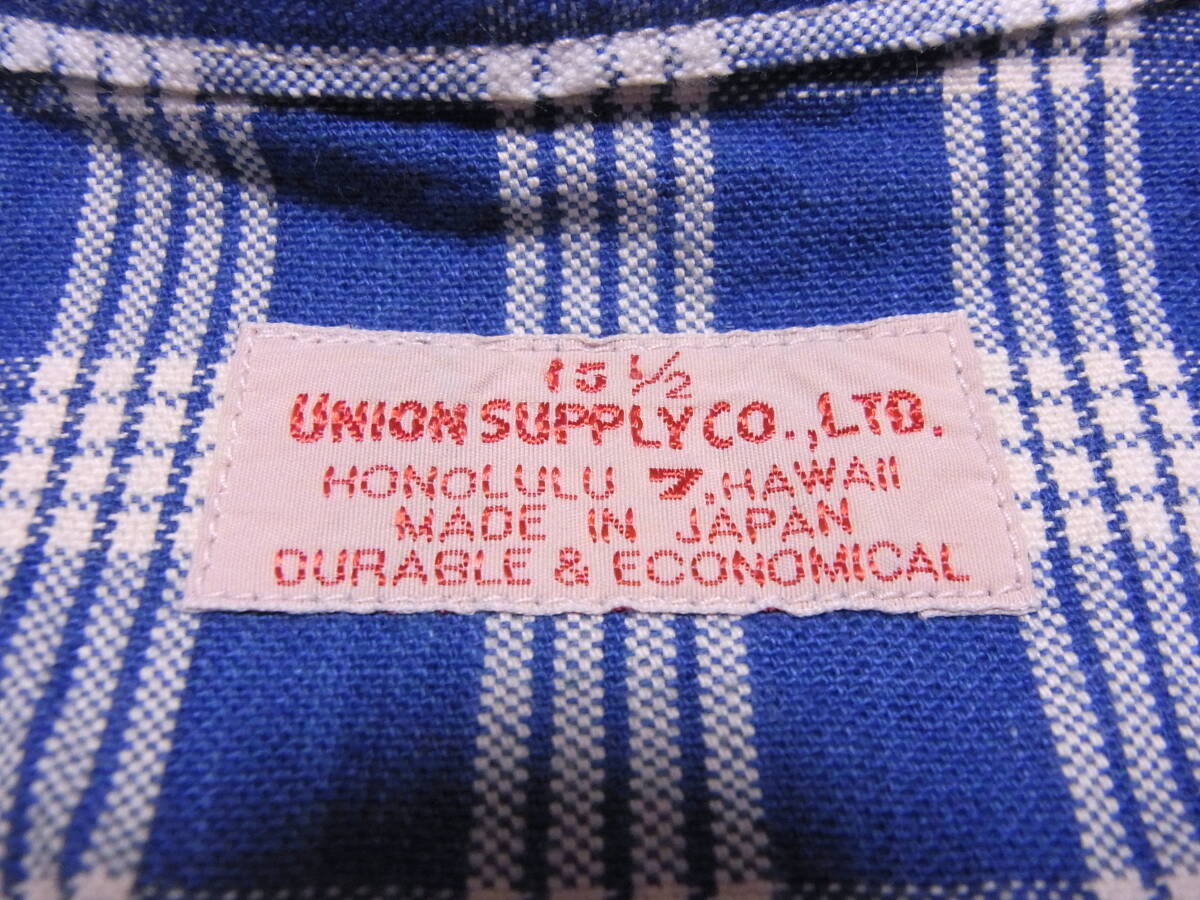 15 1/2
UNION SUPPLY CO., LTD.
HONOLULU 7, HAWAII
MADE IN JAPAN
DURABLE & ECONOMICAL